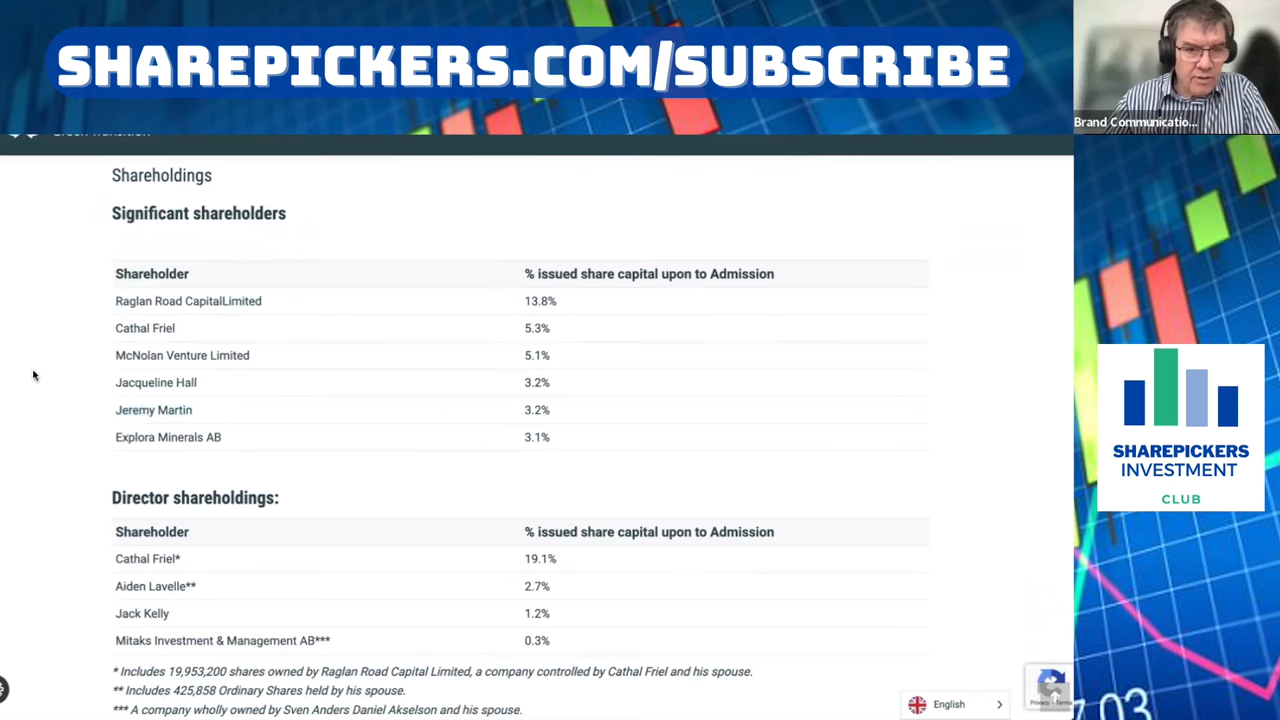 SHAREPICKERS.COM/SUBSCRIBE
Brand Communicatio...
Shareholdings
Significant shareholders
Shareholder % issued share capital upon to Admission
Raglan Road CapitalLimited 13.8%
Cathal Friel 5.3%
McNolan Venture Limited 5.1%
Jacqueline Hall 3.2%
Jeremy Martin 3.2%
Explora Minerals AB 3.1%
Director shareholdings:
Shareholder % issued share capital upon to Admission
Cathal Friel* 19.1%
Aiden Lavelle** 2.7%
Jack Kelly 1.2%
Mitaks Investment & Management AB*** 0.3%
* Includes 19,953,200 shares owned by Raglan Road Capital Limited, a company controlled by Cathal Friel and his spouse.
** Includes 425,858 Ordinary Shares held by his spouse.
*** A company wholly owned by Sven Anders Daniel Akselson and his spouse.
English
Privacy - Terms
SHAREPICKERS
INVESTMENT
CLUB